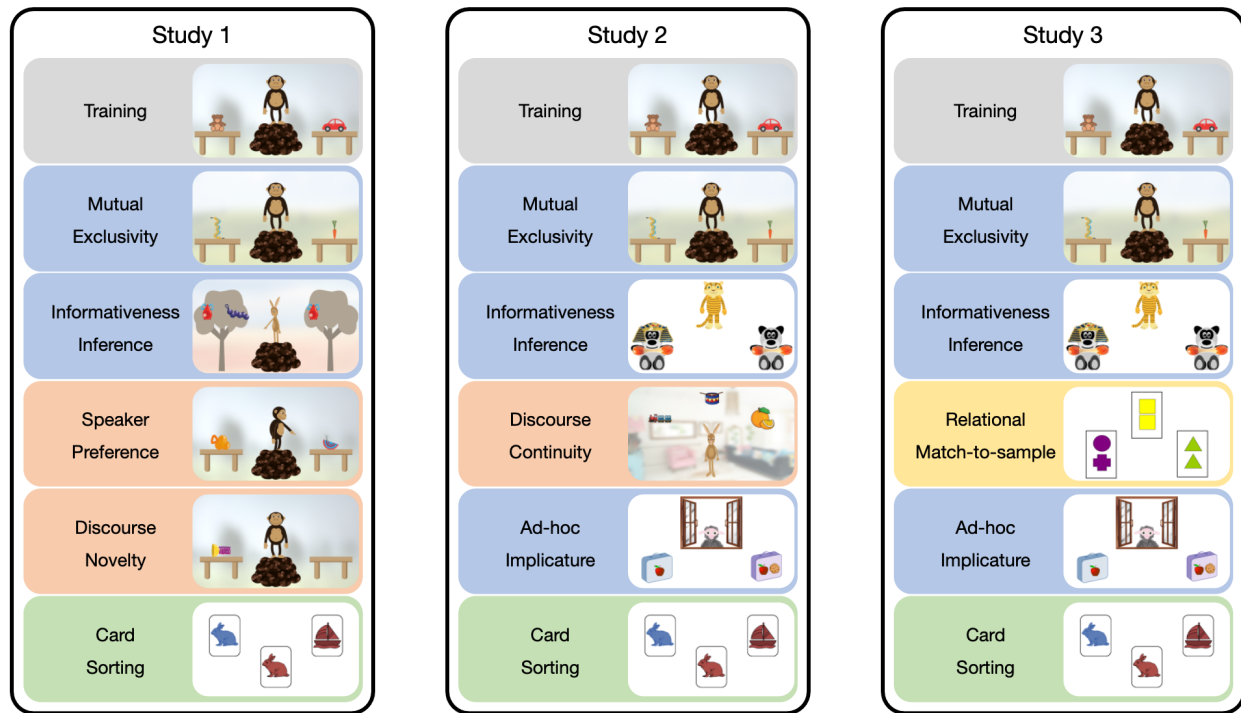 Study 1
Training
Mutual
Exclusivity
Informativeness
Inference
Speaker
Preference
Discourse
Novelty
Card
Sorting
Study 2
Training
Mutual
Exclusivity
Informativeness
Inference
Discourse
Continuity
Ad-hoc
Implicature
Card
Sorting
Study 3
Training
Mutual
Exclusivity
Informativeness
Inference
Relational
Match-to-sample
Ad-hoc
Implicature
Card
Sorting